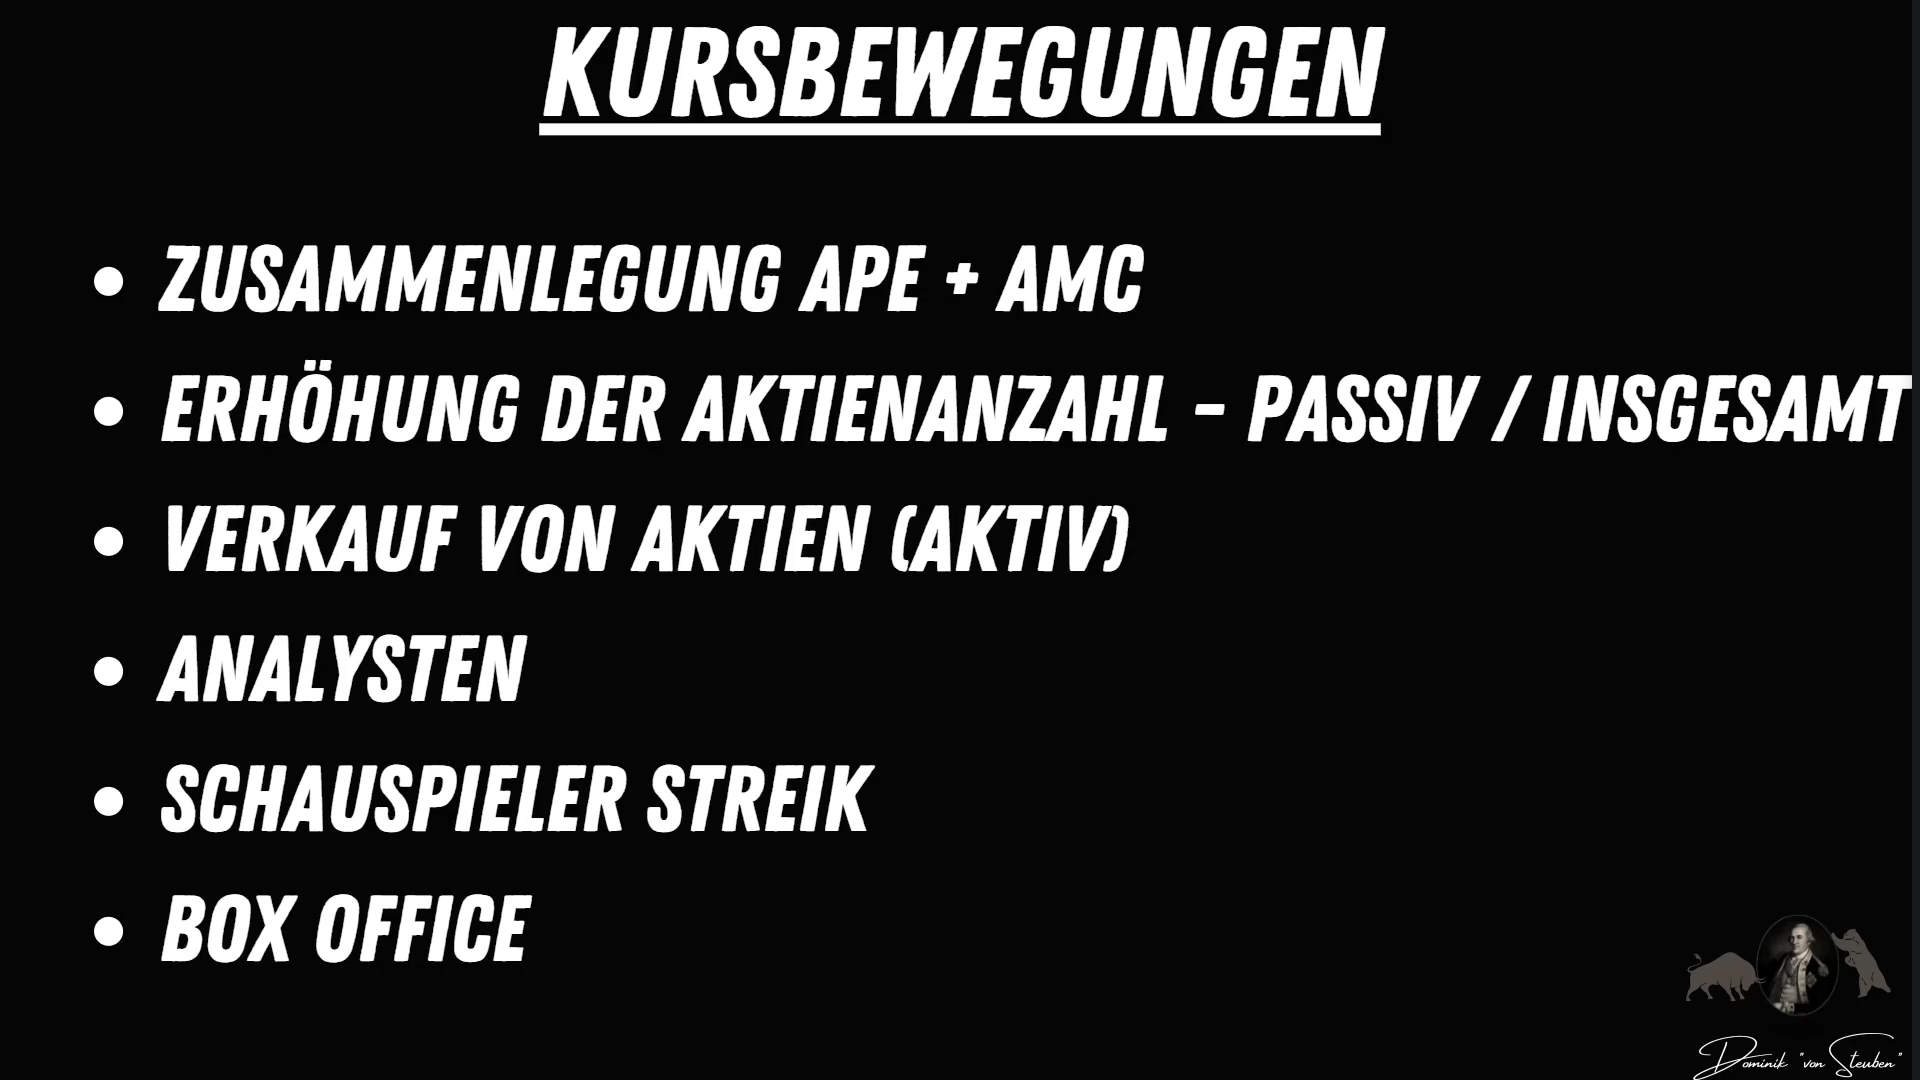 KURSBEWEGUNGEN
• ZUSAMMENLEGUNG APE + AMC
• ERHÖHUNG DER AKTIENANZAHL - PASSIV / INSGESAMT
• VERKAUF VON AKTIEN (AKTIV)
• ANALYSTEN
• SCHAUSPIELER STREIK
• BOX OFFICE
Dominik "von Steuben"